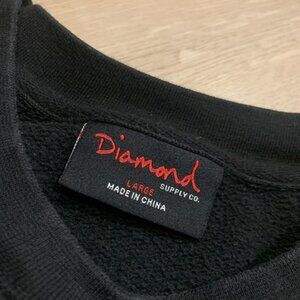 Diamond
SUPPLY CO.
LARGE
MADE IN CHINA